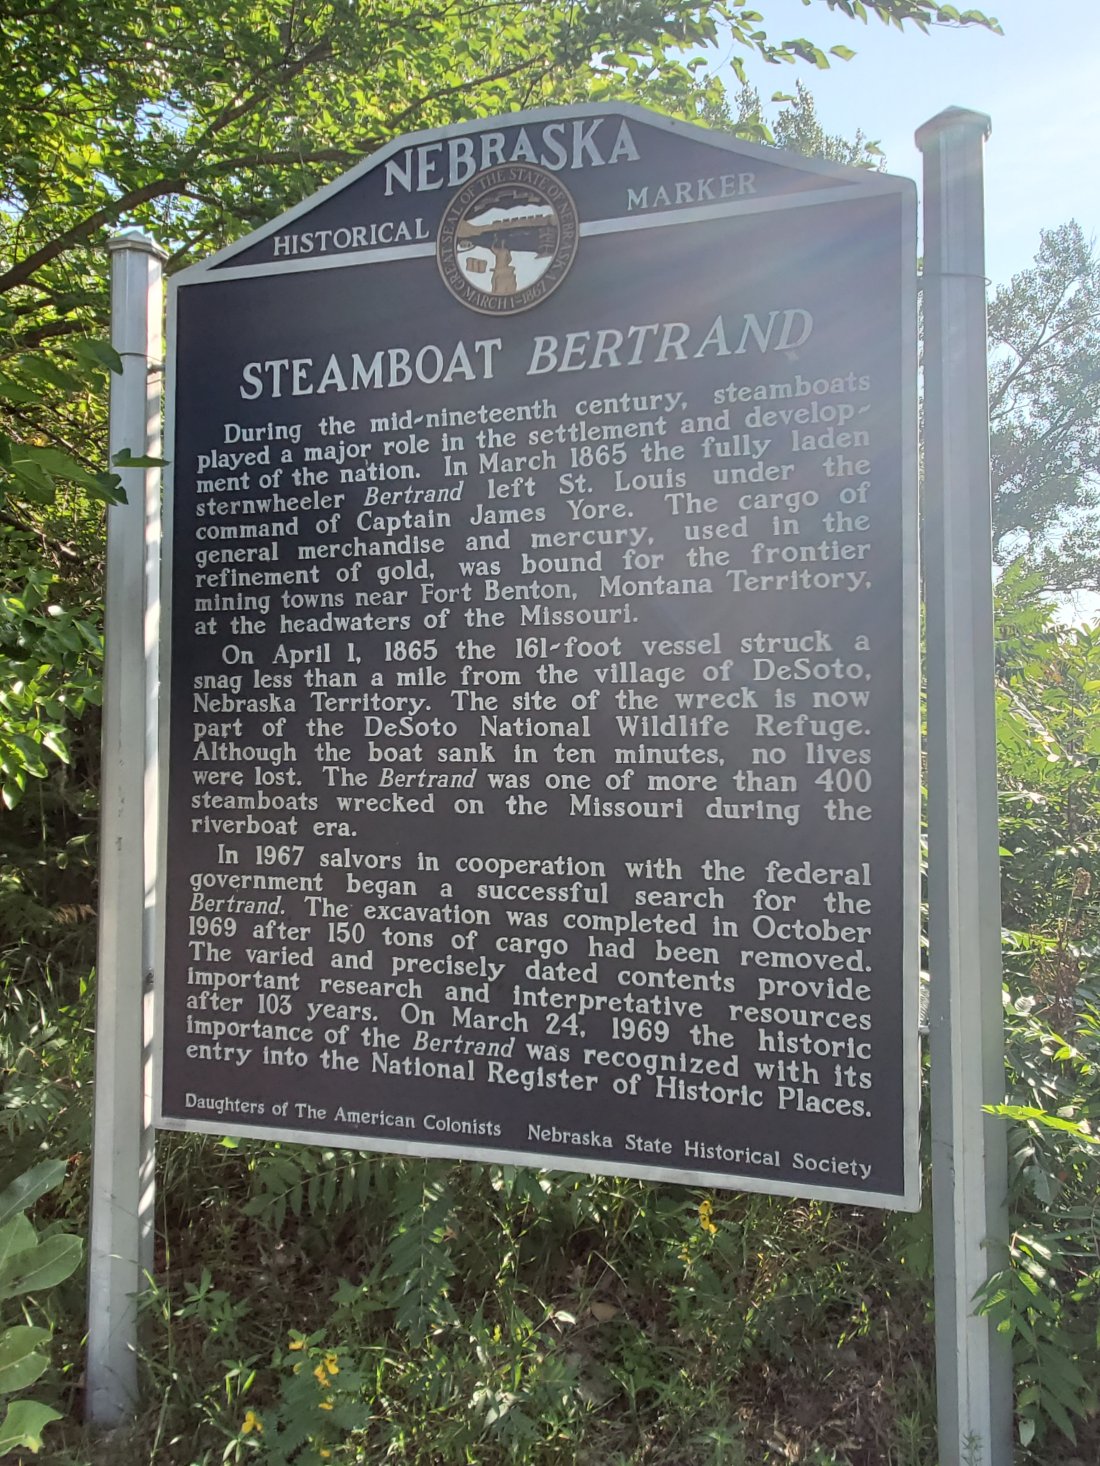 NEBRASKA
HISTORICAL MARKER
GREAT SEAL OF THE STATE OF NEBRASKA
MARCH 1-1867
STEAMBOAT BERTRAND
During the mid-nineteenth century, steamboats
played a major role in the settlement and develop-
ment of the nation. In March 1865 the fully laden
sternwheeler Bertrand left St. Louis under the
command of Captain James Yore. The cargo of
general merchandise and mercury, used in the
refinement of gold, was bound for the frontier
mining towns near Fort Benton, Montana Territory,
at the headwaters of the Missouri.
On April 1, 1865 the 161-foot vessel struck a
snag less than a mile from the village of DeSoto,
Nebraska Territory. The site of the wreck is now
part of the DeSoto National Wildlife Refuge.
Although the boat sank in ten minutes, no lives
were lost. The Bertrand was one of more than 400
steamboats wrecked on the Missouri during the
riverboat era.
In 1967 salvors in cooperation with the federal
government began a successful search for the
Bertrand. The excavation was completed in October
1969 after 150 tons of cargo had been removed.
The varied and precisely dated contents provide
important research and interpretative resources
after 103 years. On March 24, 1969 the historic
importance of the Bertrand was recognized with its
entry into the National Register of Historic Places.
Daughters of The American Colonists Nebraska State Historical Society